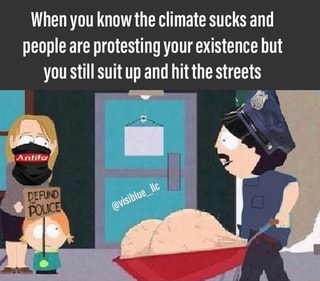 When you know the climate sucks and
people are protesting your existence but
you still suit up and hit the streets
Antifa
DEFUND
THE
POLICE
@visiblue_llc